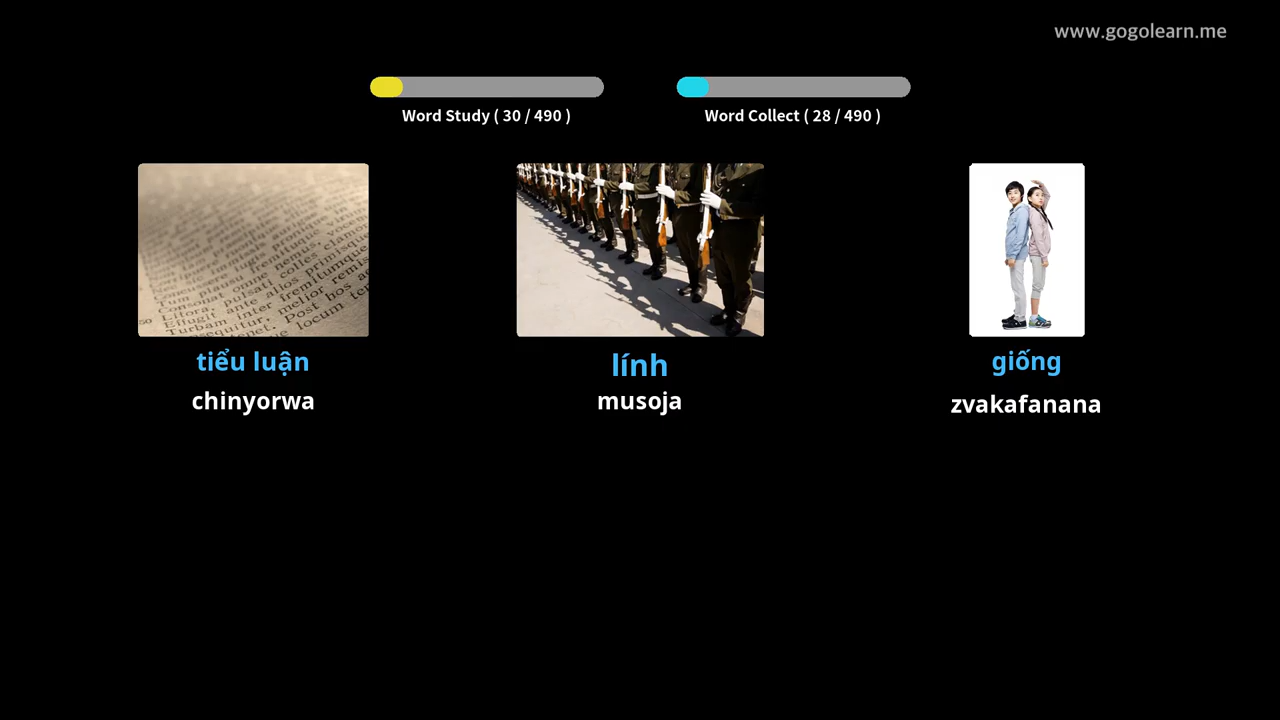 www.gogolearn.me
Word Study ( 30 / 490 )
Word Collect ( 28 / 490 )
tiểu luận
lính
giống
chinyorwa
musoja
zvakafanana